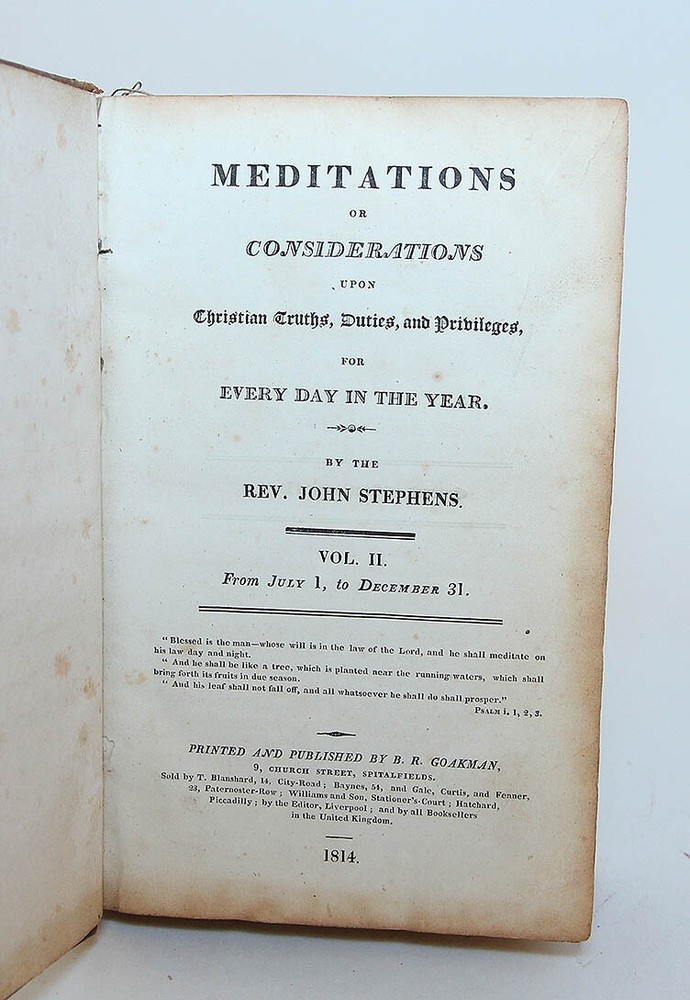 MEDITATIONS
OR
CONSIDERATIONS
UPON
Christian Truths, Duties, and Privileges,
FOR
EVERY DAY IN THE YEAR.
BY THE
REV. JOHN STEPHENS.
VOL. II.
From JULY 1, to DECEMBER 31.
"Blessed is the man—whose will is in the law of the Lord, and he shall meditate on
his law day and night.
"And he shall be like a tree, which is planted near the running waters, which shall
bring forth its fruits in due season.
"And his leaf shall not fall off, and all whatsoever he shall do shall prosper."
PSALM i. 1, 2, 3.
PRINTED AND PUBLISHED BY B. R. GOAKMAN,
9, CHURCH STREET, SPITALFIELDS.
Sold by T. Blanshard, 14, City-Road; Baynes, 54, and Gale, Curtis, and Fenner,
23, Paternoster-Row; Williams and Son, Stationer's-Court; Hatchard,
Piccadilly; by the Editor, Liverpool; and by all Booksellers
in the United Kingdom.
1814.